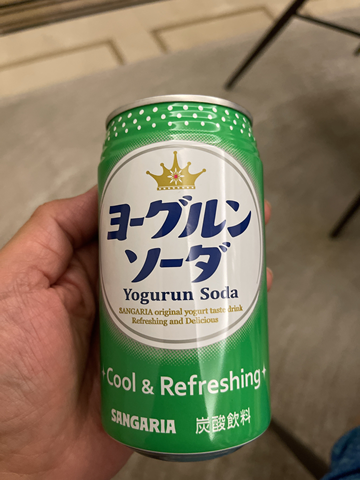 ヨーグルン
ソーダ
Yogurun Soda
SANGARIA original yogurt taste drink
Refreshing and Delicious
Cool & Refreshing
SANGARIA 炭酸飲料